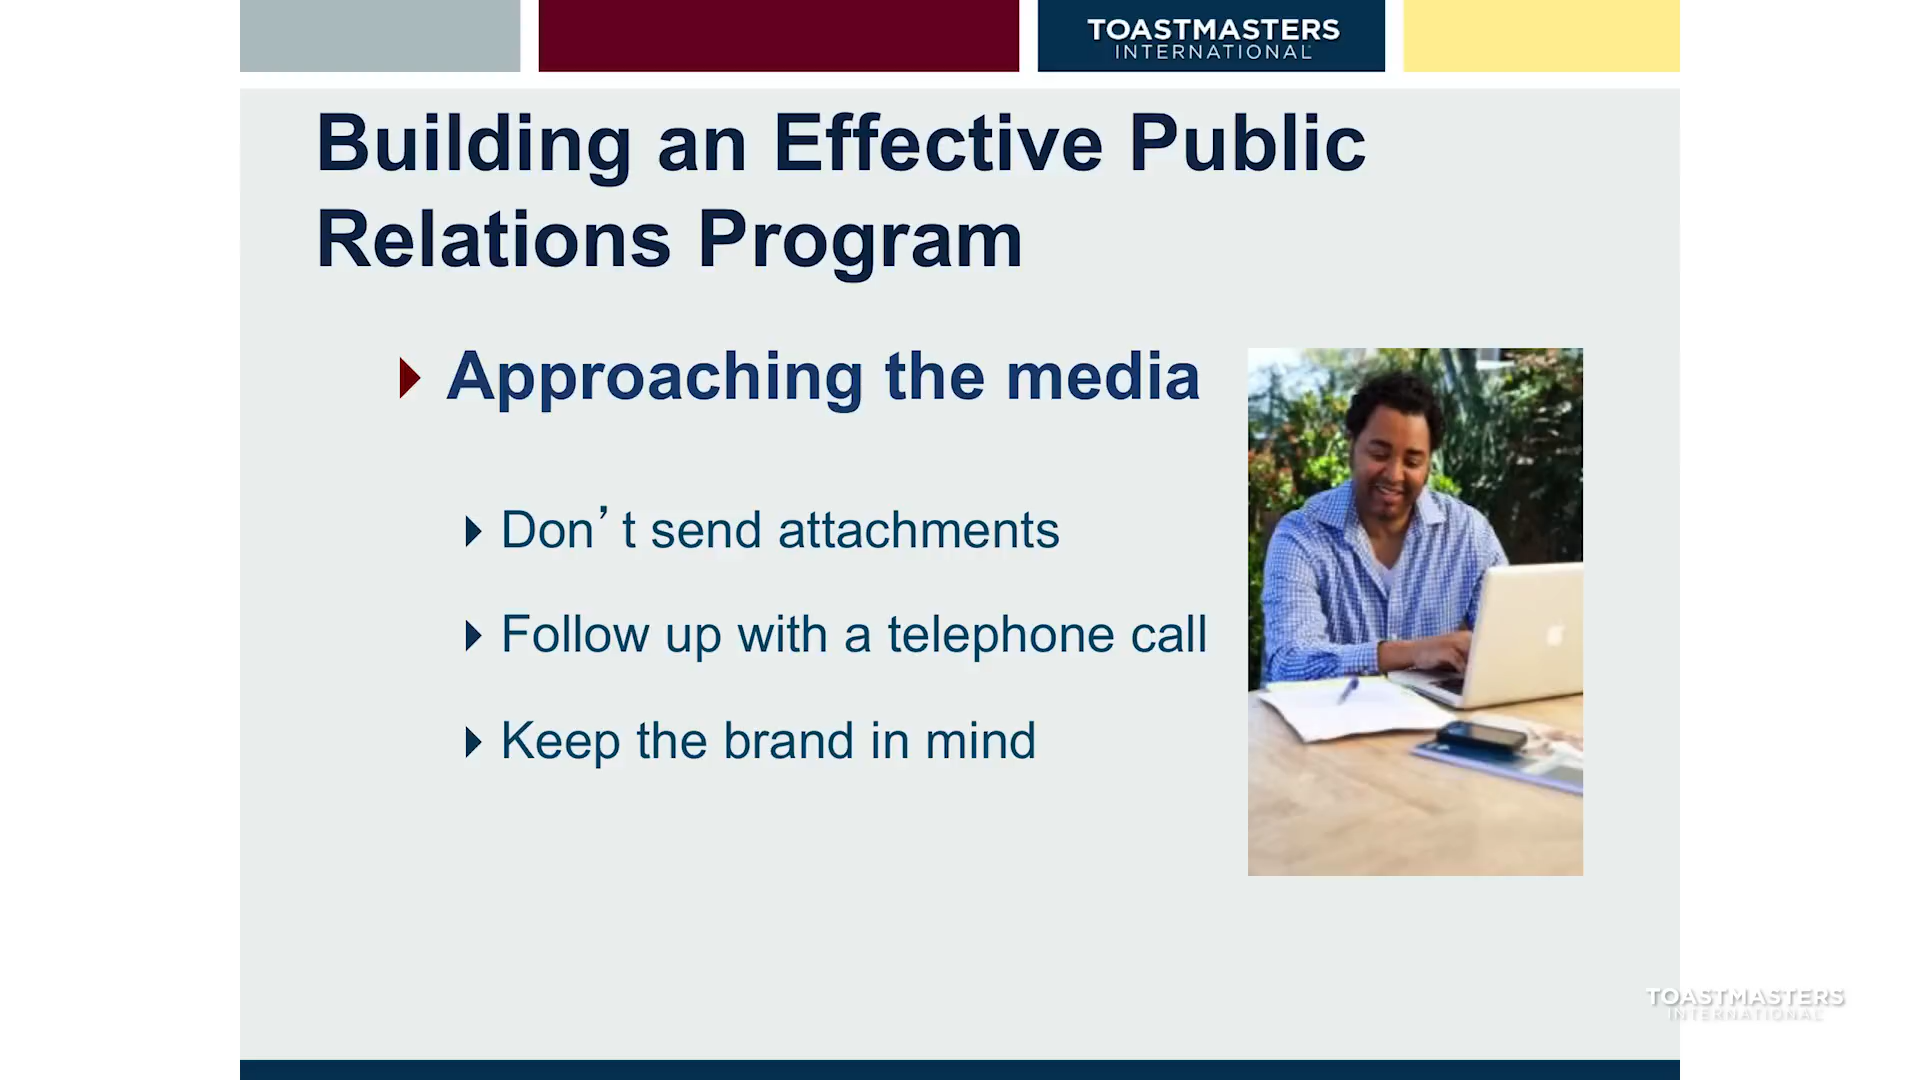 TOASTMASTERS
INTERNATIONAL
Building an Effective Public
Relations Program
Approaching the media
Don’t send attachments
Follow up with a telephone call
Keep the brand in mind
TOASTMASTERS
INTERNATIONAL